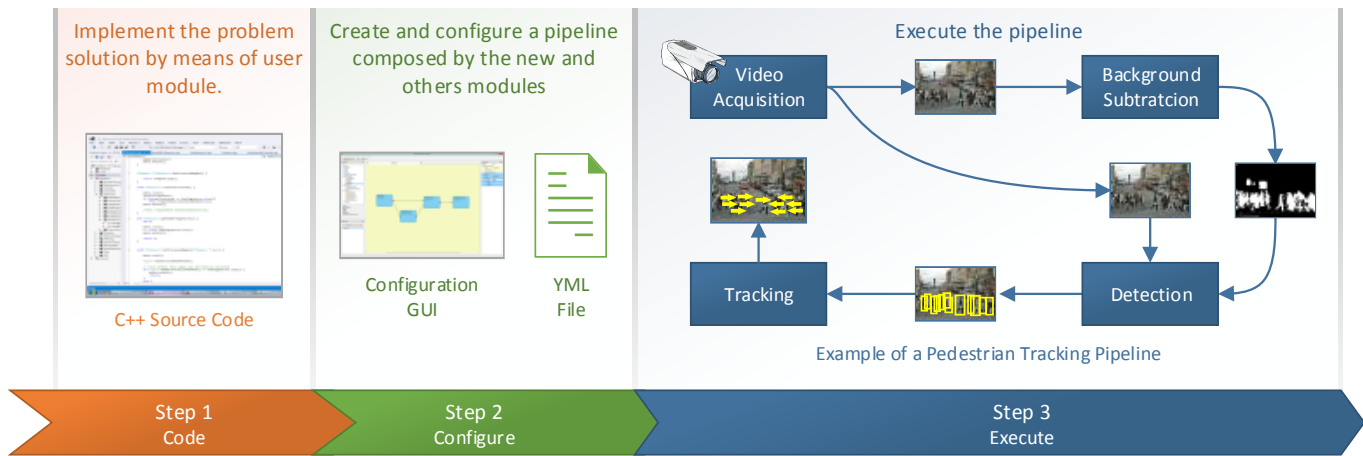 Implement the problem
solution by means of user
module.
C++ Source Code
Create and configure a pipeline
composed by the new and
others modules
Configuration
GUI
YML
File
Execute the pipeline
Video
Acquisition
Background
Subtratcion
Tracking
Detection
Example of a Pedestrian Tracking Pipeline
Step 1
Code
Step 2
Configure
Step 3
Execute